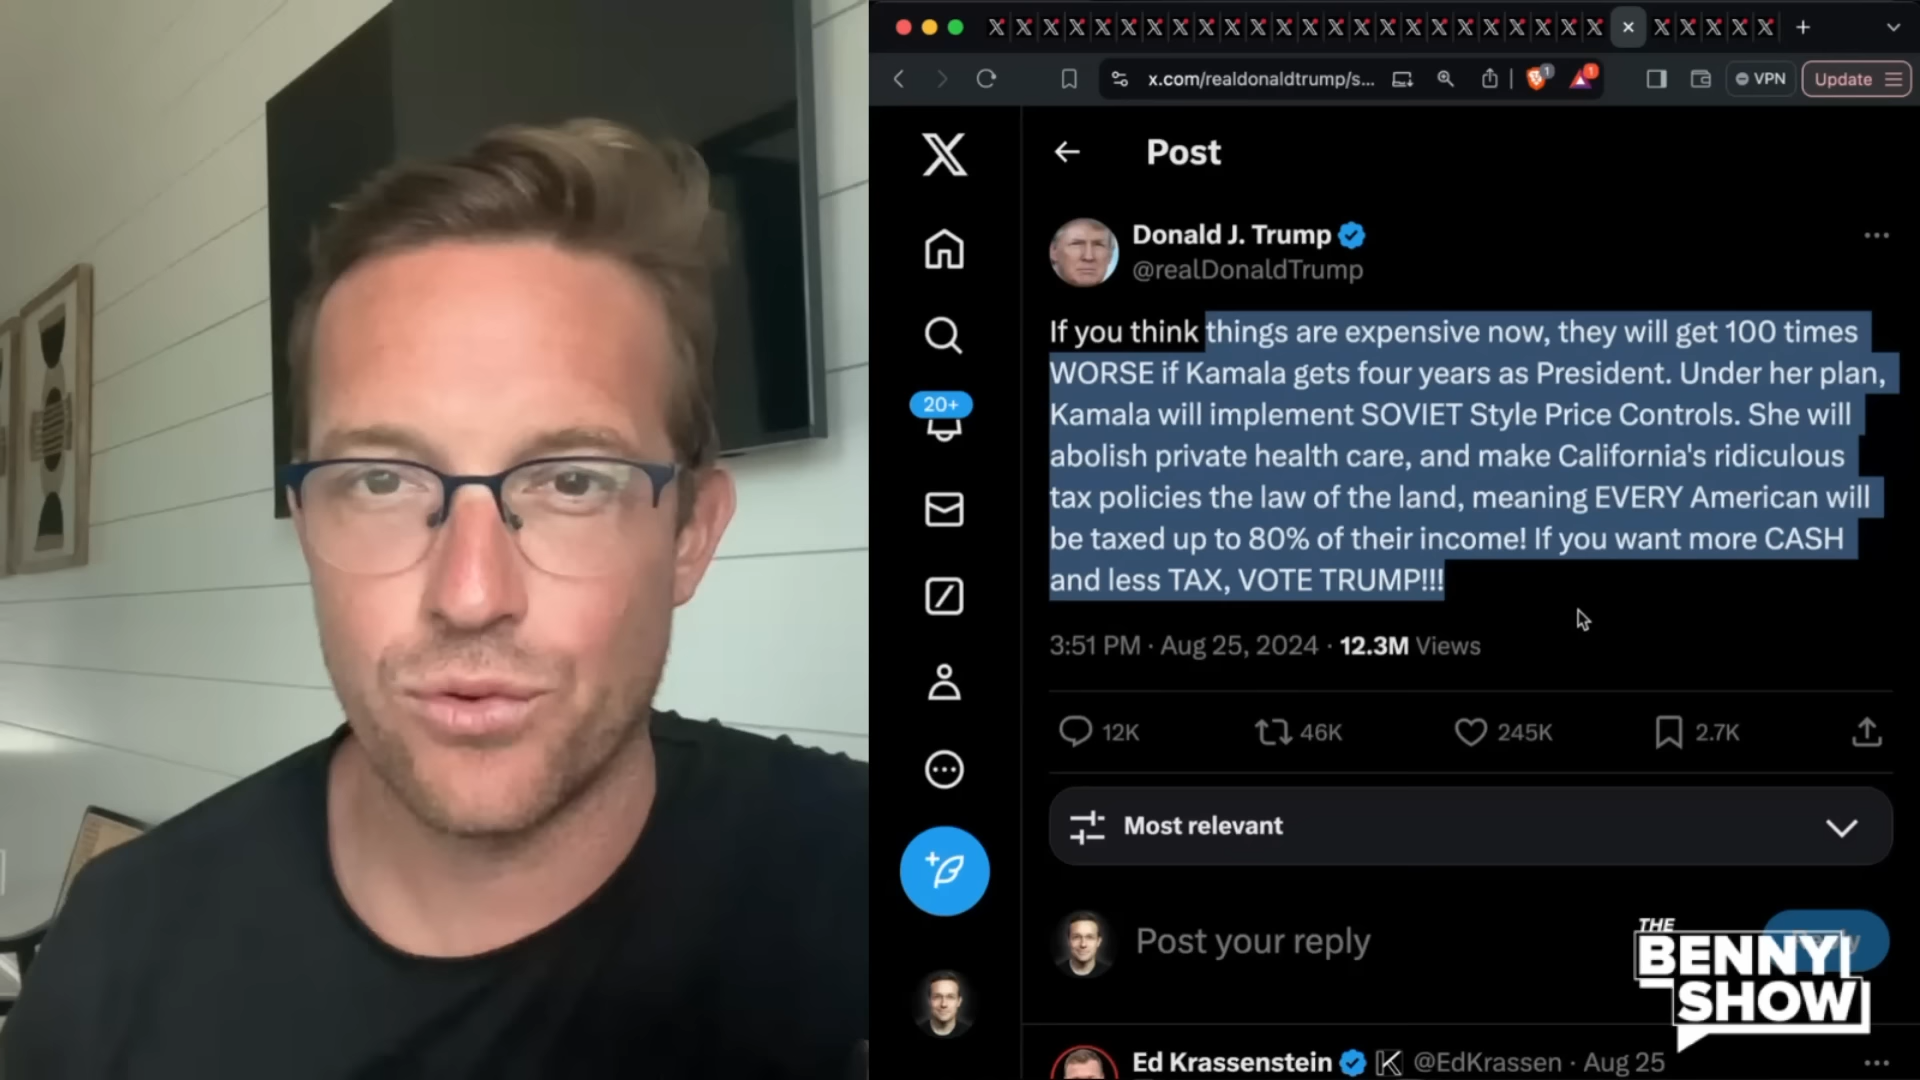 x.com/realdonaldtrump/s...
1
1
VPN
Update
Post
Donald J. Trump
@realDonaldTrump
If you think things are expensive now, they will get 100 times
WORSE if Kamala gets four years as President. Under her plan,
Kamala will implement SOVIET Style Price Controls. She will
abolish private health care, and make California's ridiculous
tax policies the law of the land, meaning EVERY American will
be taxed up to 80% of their income! If you want more CASH
and less TAX, VOTE TRUMP!!!
20+
3:51 PM · Aug 25, 2024 · 12.3M Views
12K 46K 245K 2.7K
Most relevant
Post your reply
THE
BENNY
SHOW
Ed Krassenstein @EdKrassen · Aug 25